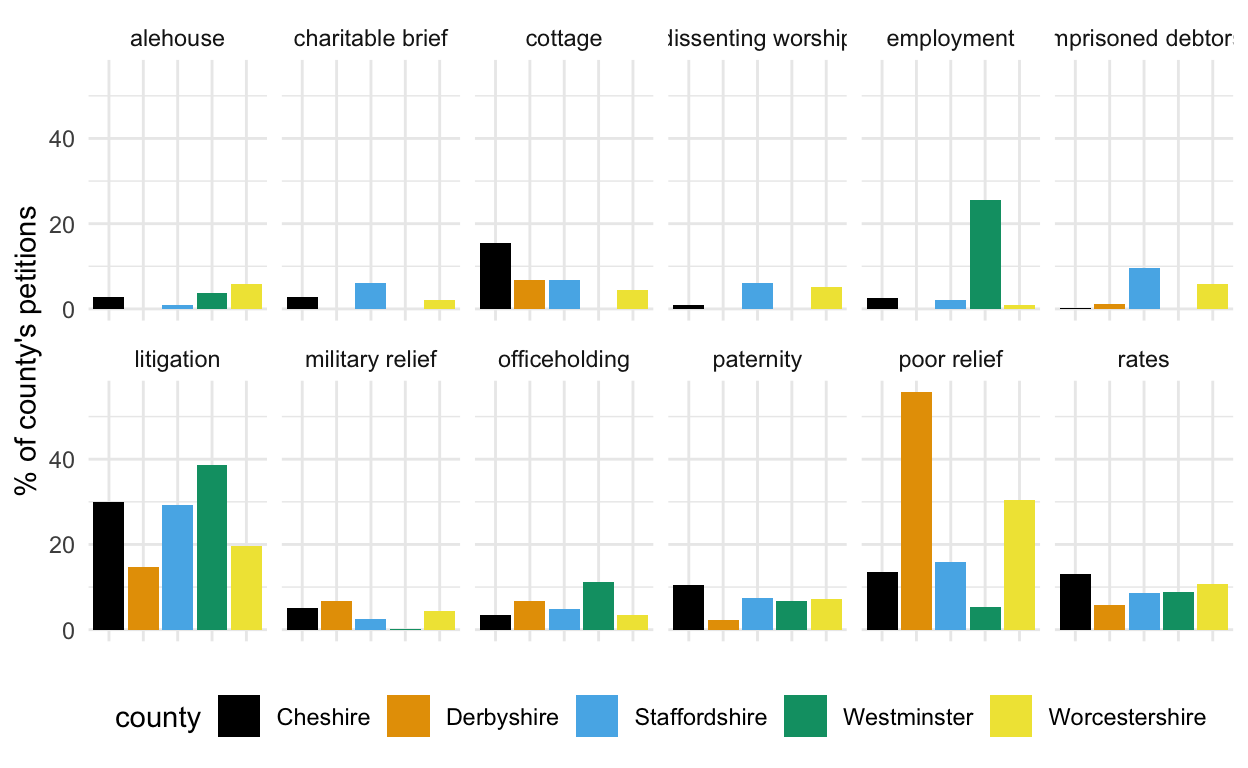 alehouse charitable brief cottage dissenting worship employment mprisoned debtors
40
20
0
% of county's petitions
litigation military relief officeholding paternity poor relief rates
40
20
0
county Cheshire Derbyshire Staffordshire Westminster Worcestershire